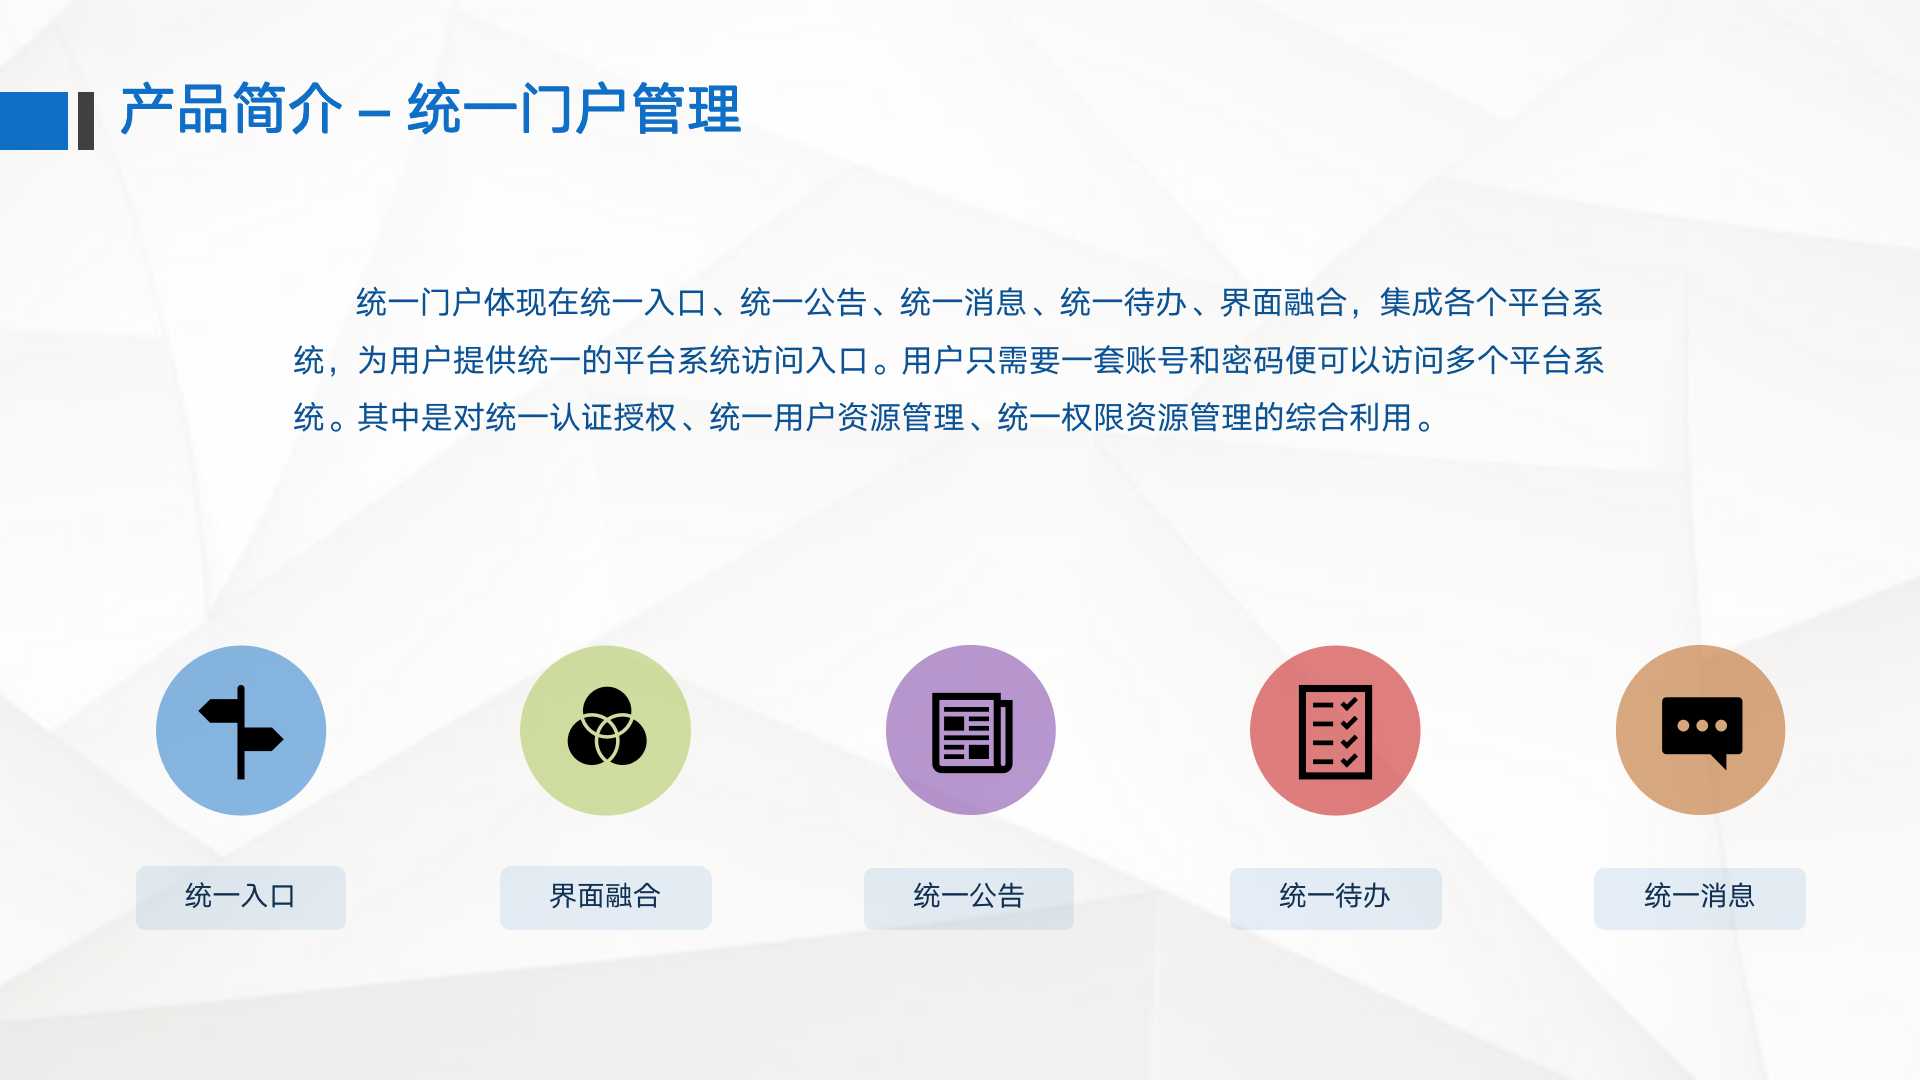 产品简介 – 统一门户管理
统一门户体现在统一入口、统一公告、统一消息、统一待办、界面融合，集成各个平台系
统，为用户提供统一的平台系统访问入口。用户只需要一套账号和密码便可以访问多个平台系
统。其中是对统一认证授权、统一用户资源管理、统一权限资源管理的综合利用。
统一入口
界面融合
统一公告
统一待办
统一消息